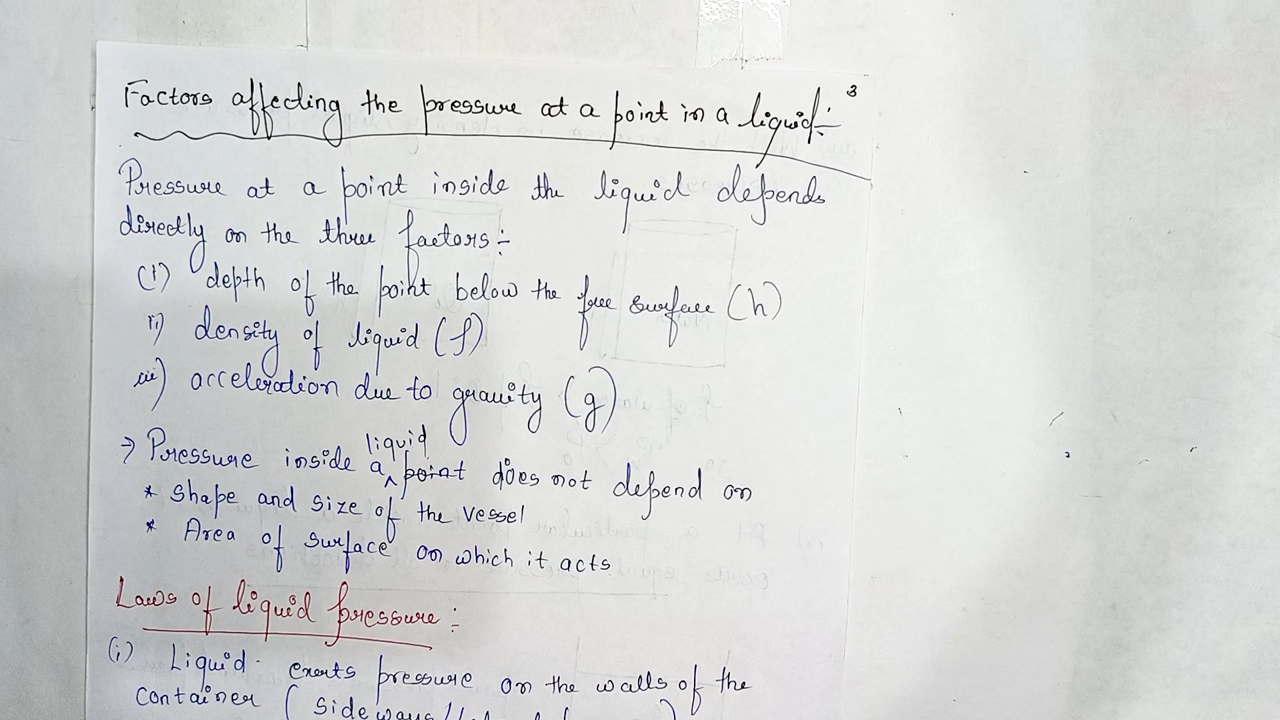 3
Factors affecting the pressure at a point in a liquid:-
Pressure at a point inside the liquid depends
directly on the three factors:-
(i) depth of the point below the free surface (h)
ii) density of liquid (ρ)
iii) acceleration due to gravity (g)
→ Pressure inside a liquid point does not depend on
* shape and size of the vessel
* Area of surface on which it acts
Laws of liquid pressure:-
(i) Liquid exerts pressure on the walls of the
container (Sideways